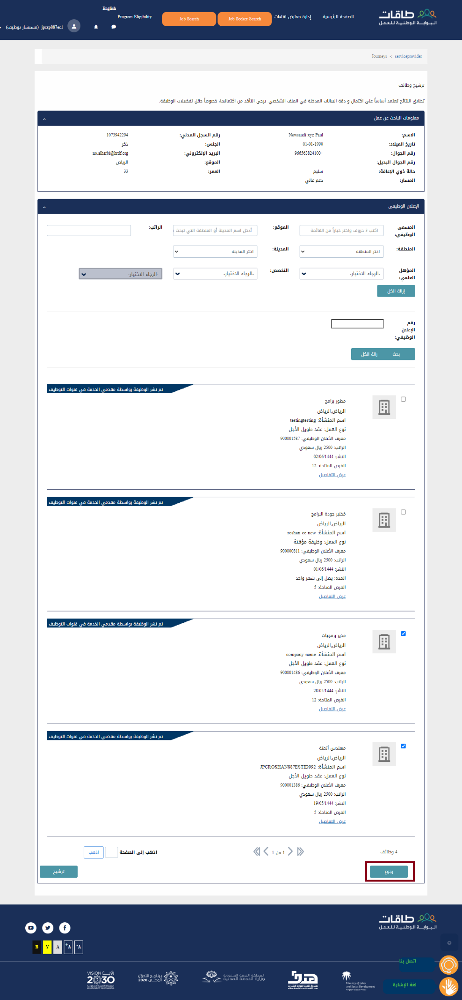 English
طاقات
البوابة الوطنية للعمل
الصفحة الرئيسية
إدارة معارض لقاءات
Job Seeker Search
Job Search
Program Eligibility
jpcsp887ec1 (مستشار توظيف)
serviceprovider > Journeys
ترشيح وظائف
تطابق النتائج تعتمد أساساً على اكتمال و دقة البيانات المدخلة في الملف الشخصي. يرجى التأكد من اكتمالها، خصوصاً حقل تفضيلات الوظيفة.
معلومات الباحث عن عمل
الاسم: Newsaudi xyz Paul رقم السجل المدني: 1073942294
تاريخ الميلاد: 01-01-1990 الجنس: ذكر
رقم الجوال: 966563824100+ البريد الإلكتروني: no.alharbi@hrdf.org
رقم الجوال البديل: الموقع: الرياض
حالة ذوي الإعاقة: سليم العمر: 33
المسار: دعم عالي
الإعلان الوظيفي
المسمى الوظيفي: اكتب 3 حروف واختر خياراً من القائمة الموقع: أدخل اسم المدينة أو المنطقة التي تبحث الراتب:
المنطقة: اختر المنطقة المدينة: اختر المدينة
المؤهل العلمي: -الرجاء الاختيار- التخصص: -الرجاء الاختيار- -الرجاء الاختيار-
إزالة الكل
رقم الإعلان الوظيفي:
بحث زالة الكل
تم نشر الوظيفة بواسطة مقدمي الخدمة في قنوات التوظيف
مطور برامج
الرياض,الرياض
اسم المنشأة: testingtesting
نوع العمل: عقد طويل الأجل
معرف الأعلان الوظيفي: 900001587
الراتب: 2500 ريال سعودي
النشر: 02/06/1444
الفرص المتاحة: 12
عرض التفاصيل
تم نشر الوظيفة بواسطة مقدمي الخدمة في قنوات التوظيف
مُختبر جودة البرامج
الرياض,الرياض
اسم المنشأة: roshan ec new
نوع العمل: وظيفة مؤقتة
معرف الأعلان الوظيفي: 900000811
الراتب: 2500 ريال سعودي
النشر: 01/06/1444
المدة: يصل إلى شهر واحد
الفرص المتاحة: 5
عرض التفاصيل
تم نشر الوظيفة بواسطة مقدمي الخدمة في قنوات التوظيف
مدير برمجيات
الرياض,الرياض
اسم المنشأة: company name
نوع العمل: عقد طويل الأجل
معرف الأعلان الوظيفي: 900001486
الراتب: 2500 ريال سعودي
النشر: 28/05/1444
الفرص المتاحة: 12
عرض التفاصيل
تم نشر الوظيفة بواسطة مقدمي الخدمة في قنوات التوظيف
مهندس أتمتة
الرياض,الرياض
اسم المنشأة: JPCROSHAN887ESTID992
نوع العمل: عقد طويل الأجل
معرف الأعلان الوظيفي: 900001386
الراتب: 2500 ريال سعودي
النشر: 19/05/1444
الفرص المتاحة: 5
عرض التفاصيل
4 وظائف 1 من 1 اذهب إلى الصفحة اذهب
رجوع ترشيح
طاقات
البوابة الوطنية للعمل
A- A+ A Y B
اتصل بنا
لغة الإشارة
Ministry of Labor
and Social Development
Kingdom of Saudi Arabia
هدف
صندوق تنمية الموارد البشرية
HUMAN RESOURCES DEVELOPMENT FUND
المملكة العربية السعودية
وزارة الخدمة المدنية
برنامج التحول
الوطني 2020
VISION رؤية
2030
المملكة العربية السعودية
KINGDOM OF SAUDI ARABIA